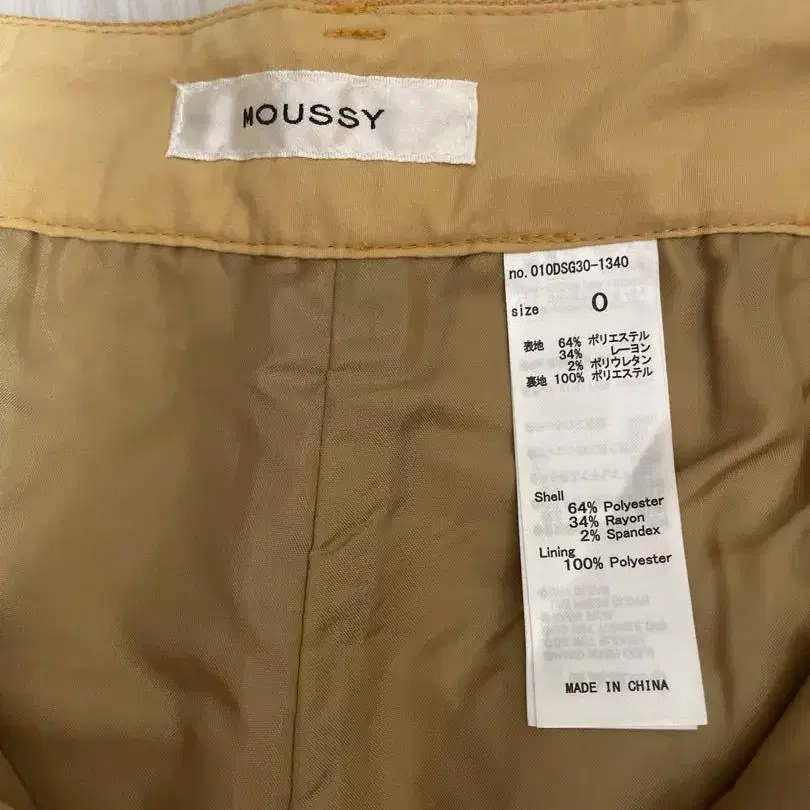 MOUSSY
no.010DSG30-1340
size 0
表地 64% ポリエステル
34% レーヨン
2% ポリウレタン
裏地 100% ポリエステル
Shell
64% Polyester
34% Rayon
2% Spandex
Lining
100% Polyester
MADE IN CHINA